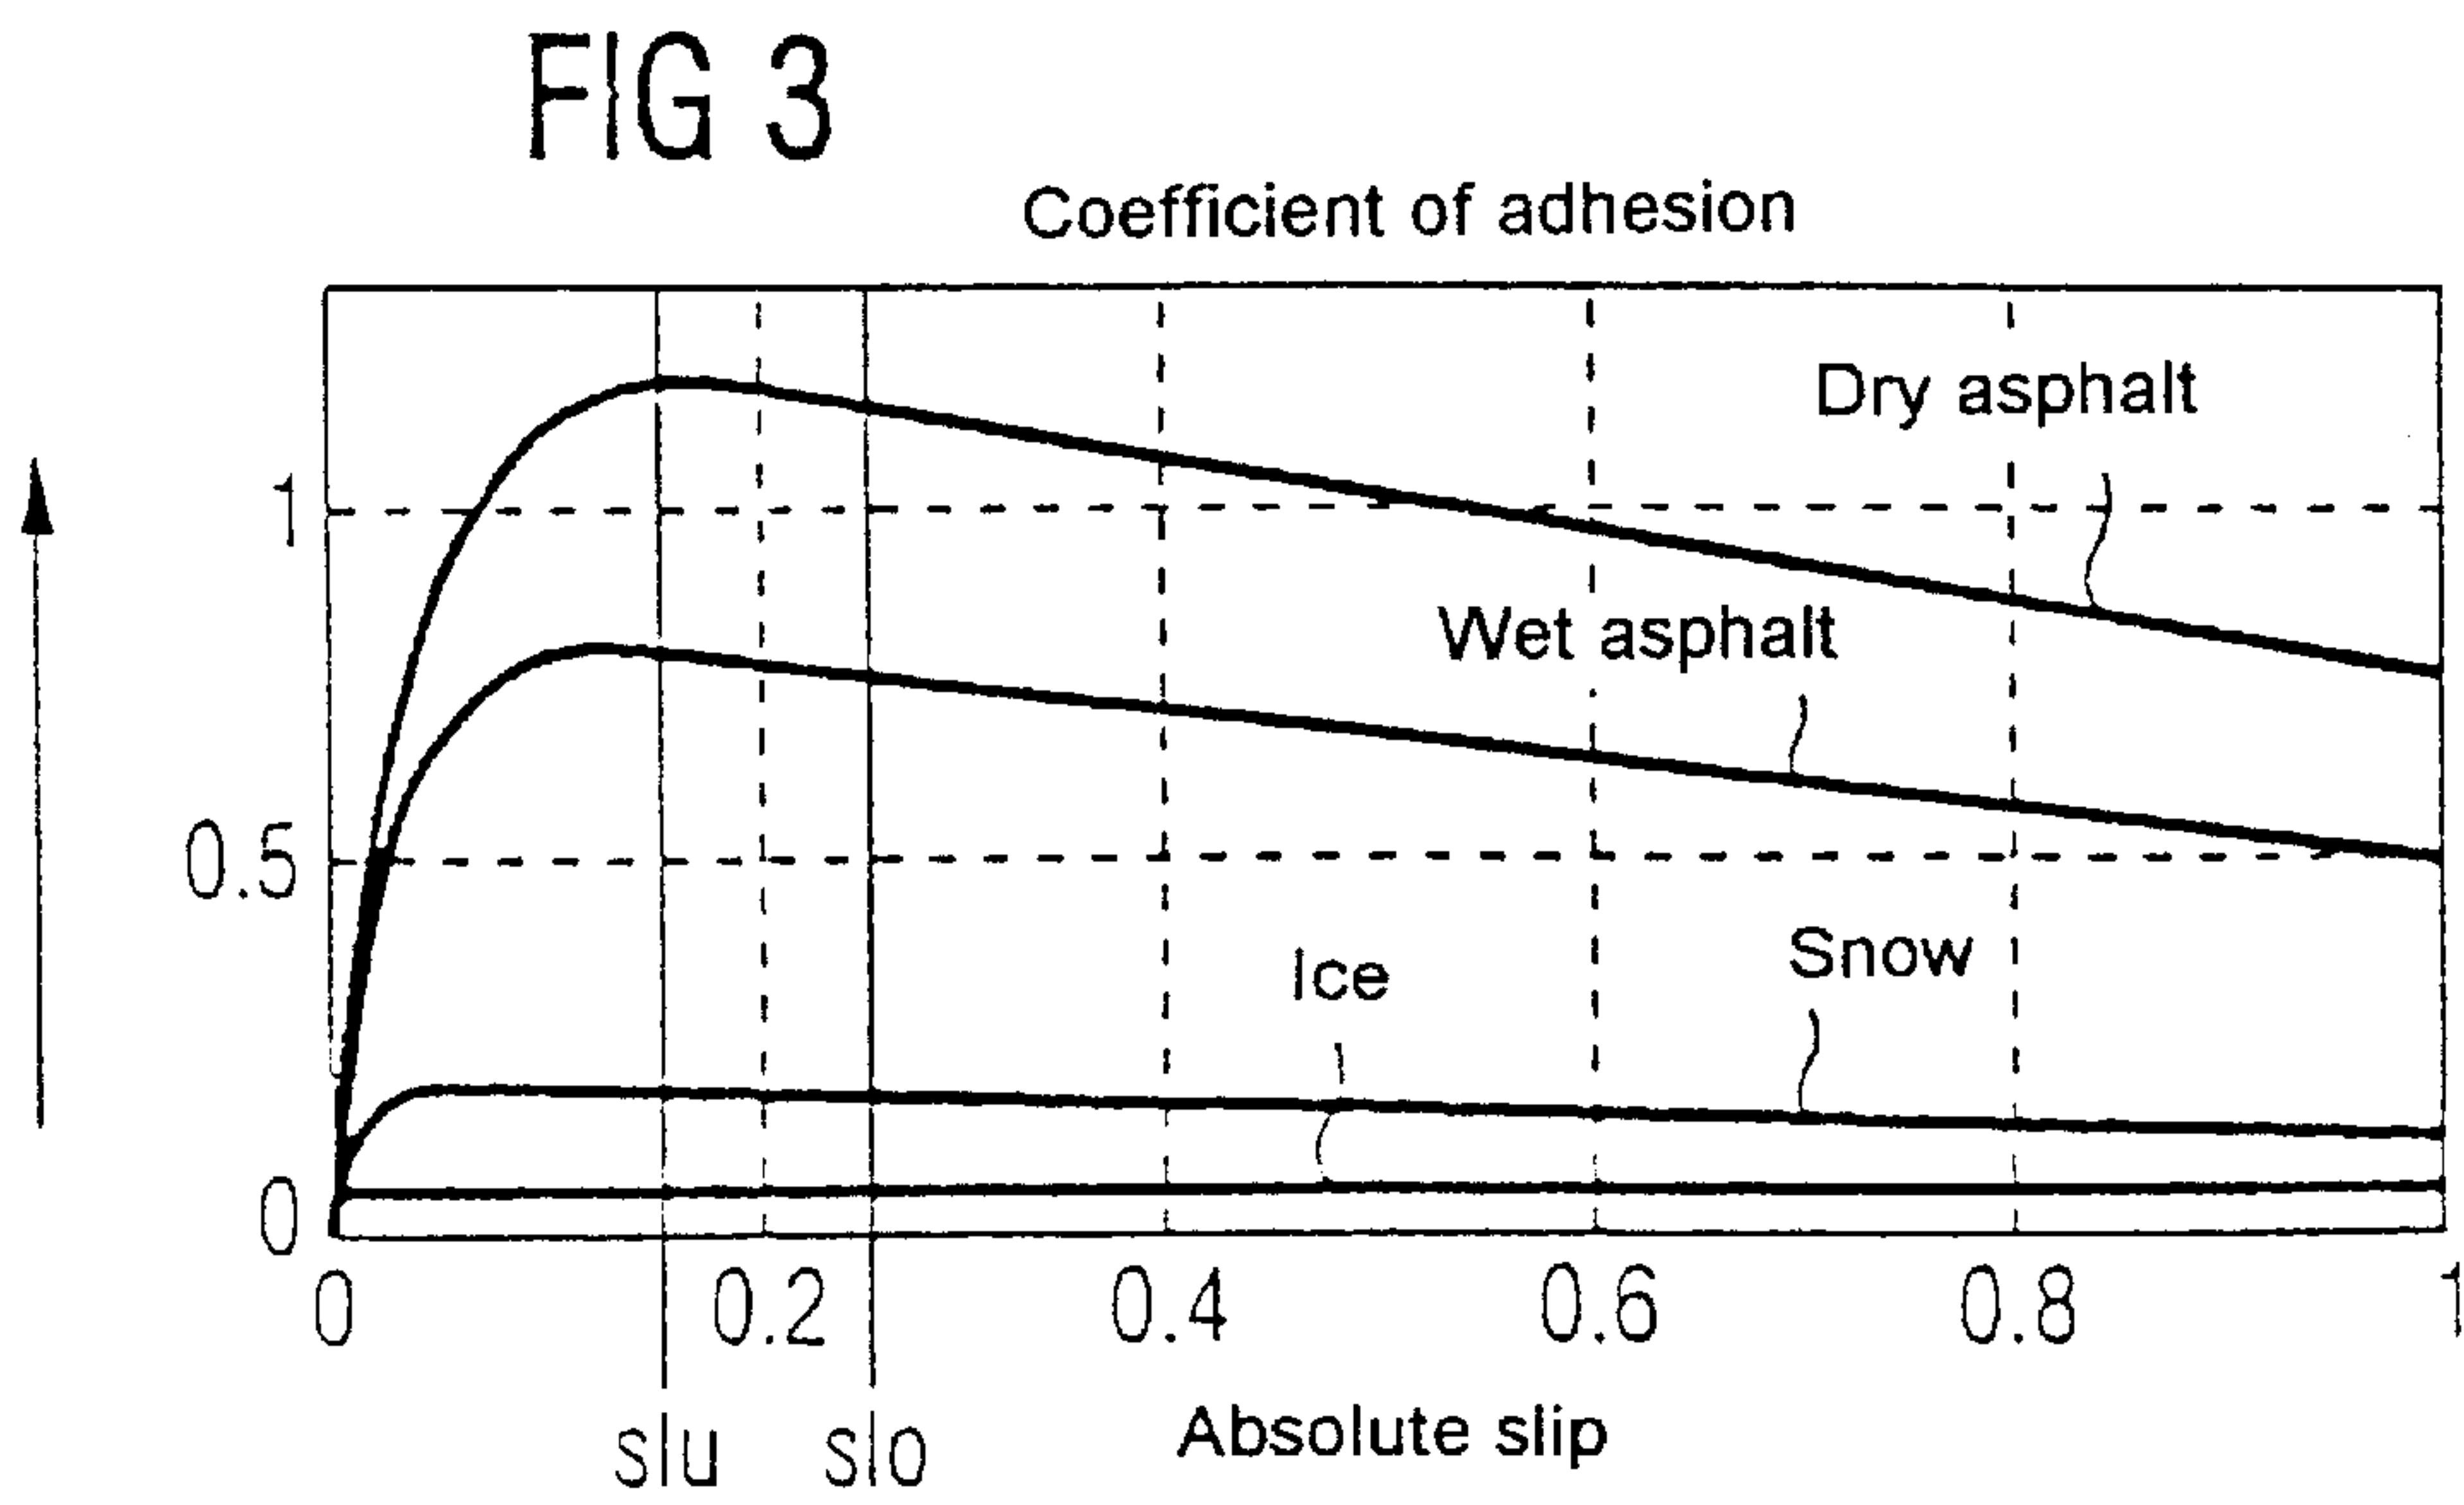 FIG 3
Coefficient of adhesion
Dry asphalt
1
Wet asphalt
0.5
Snow
Ice
0
0 0.2 0.4 0.6 0.8 1
slu slo Absolute slip